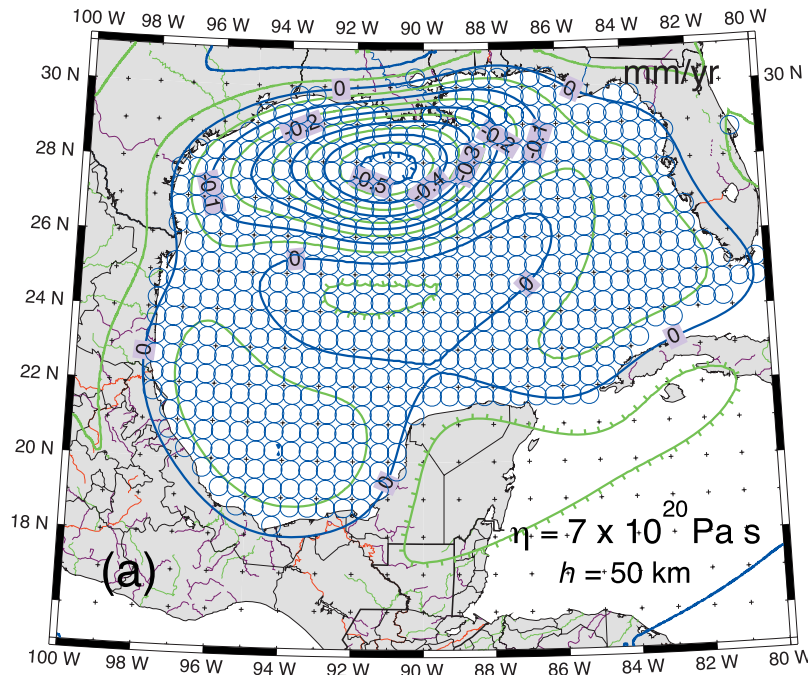 100 W 98 W 96 W 94 W 92 W 90 W 88 W 86 W 84 W 82 W 80 W
30 N 30 N
mm/yr
0 0
-0.2 -0.2 -0.1
28 N
-0.3
-0.5 -0.4
-0.1
26 N
0 0
24 N
0 0
22 N
20 N
0
18 N
η = 7 x 10^20 Pa s
(a) h = 50 km
100 W 98 W 96 W 94 W 92 W 90 W 88 W 86 W 84 W 82 W 80 W